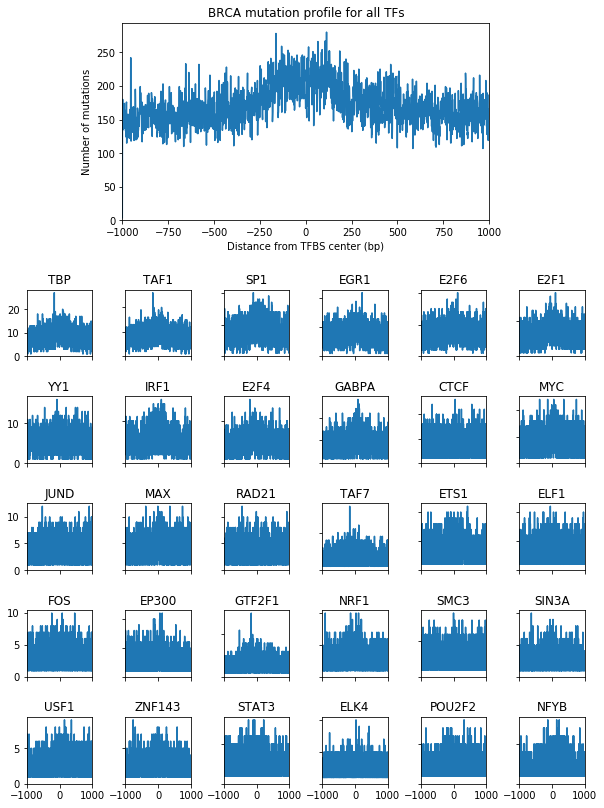 BRCA mutation profile for all TFs
250
200
150
100
50
0
Number of mutations
-1000 -750 -500 -250 0 250 500 750 1000
Distance from TFBS center (bp)
TBP TAF1 SP1 EGR1 E2F6 E2F1
20
10
0
YY1 IRF1 E2F4 GABPA CTCF MYC
10
0
JUND MAX RAD21 TAF7 ETS1 ELF1
10
5
0
FOS EP300 GTF2F1 NRF1 SMC3 SIN3A
10
5
0
USF1 ZNF143 STAT3 ELK4 POU2F2 NFYB
5
0
-1000 0 1000 -1000 0 1000 -1000 0 1000 -1000 0 1000 -1000 0 1000 -1000 0 1000